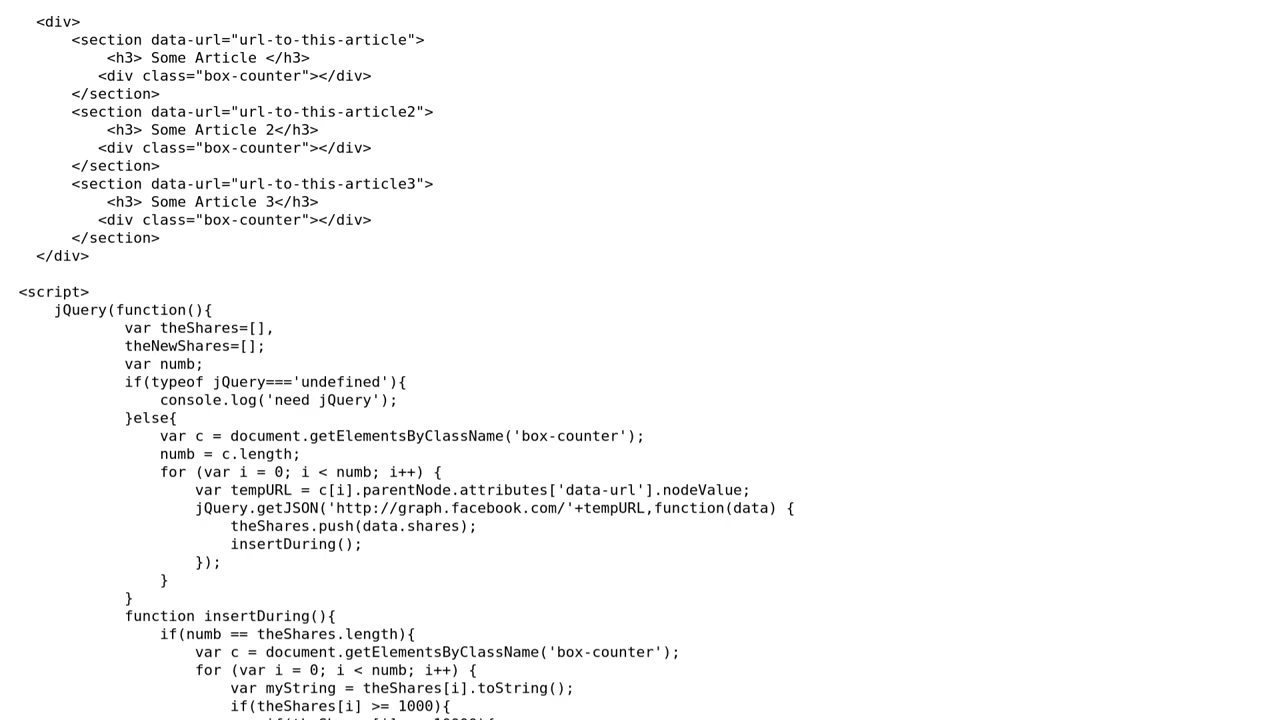 <div>
<section data-url="url-to-this-article">
<h3> Some Article </h3>
<div class="box-counter"></div>
</section>
<section data-url="url-to-this-article2">
<h3> Some Article 2</h3>
<div class="box-counter"></div>
</section>
<section data-url="url-to-this-article3">
<h3> Some Article 3</h3>
<div class="box-counter"></div>
</section>
</div>
<script>
jQuery(function(){
var theShares=[],
theNewShares=[];
var numb;
if(typeof jQuery==='undefined'){
console.log('need jQuery');
}else{
var c = document.getElementsByClassName('box-counter');
numb = c.length;
for (var i = 0; i < numb; i++) {
var tempURL = c[i].parentNode.attributes['data-url'].nodeValue;
jQuery.getJSON('http://graph.facebook.com/'+tempURL,function(data) {
theShares.push(data.shares);
insertDuring();
});
}
}
function insertDuring(){
if(numb == theShares.length){
var c = document.getElementsByClassName('box-counter');
for (var i = 0; i < numb; i++) {
var myString = theShares[i].toString();
if(theShares[i] >= 1000){